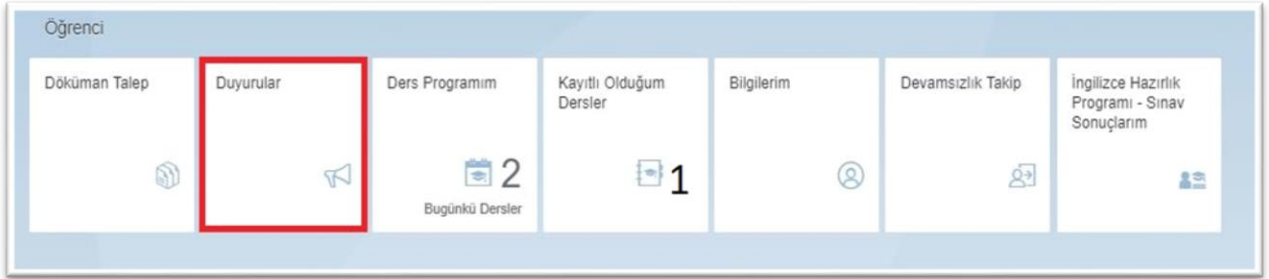 Öğrenci
Döküman Talep
Duyurular
Ders Programım
2
Bugünkü Dersler
Kayıtlı Olduğum
Dersler
1
Bilgilerim
Devamsızlık Takip
İngilizce Hazırlık
Programı - Sınav
Sonuçlarım